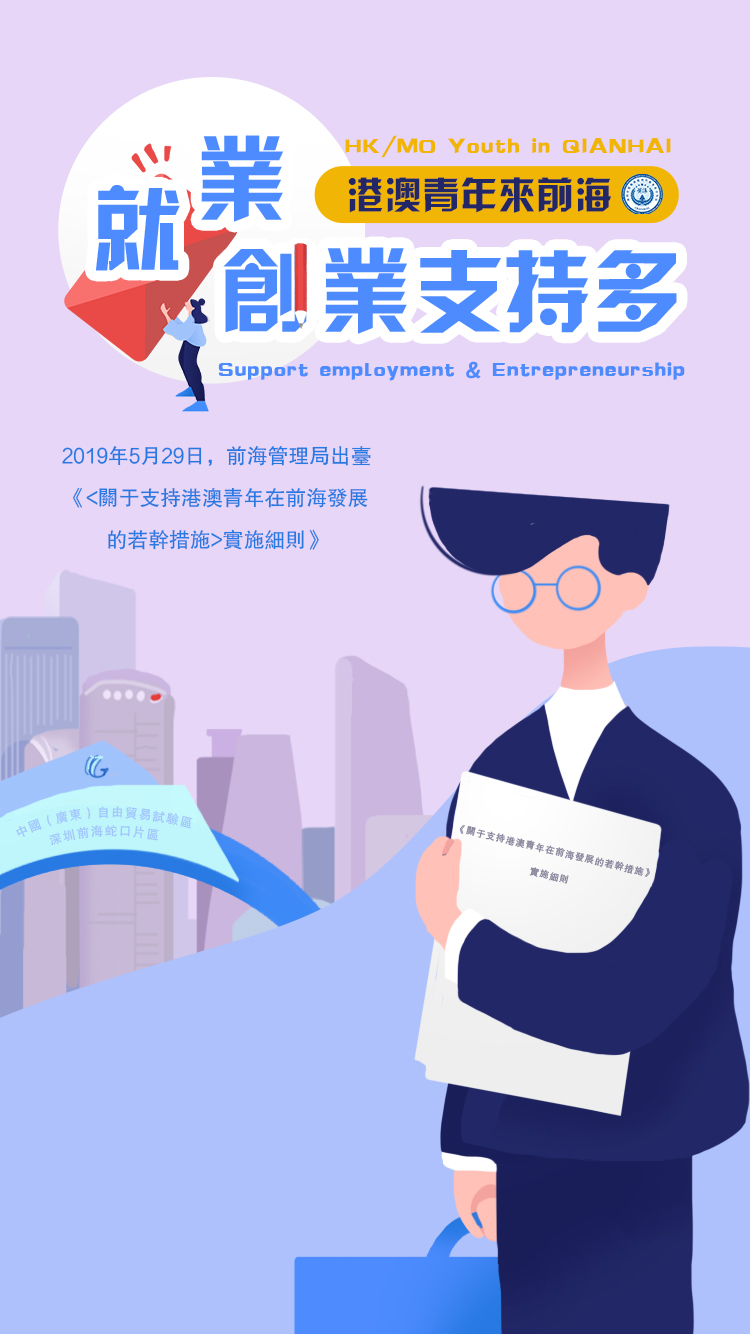 HK/MO Youth in QIANHAI
港澳青年來前海
就業
創業支持多
Support employment & Entrepreneurship
2019年5月29日，前海管理局出臺
《<關于支持港澳青年在前海發展
的若幹措施>實施細則》
中國（廣東）自由貿易試驗區
深圳前海蛇口片區
《關于支持港澳青年在前海發展的若幹措施》
實施細則